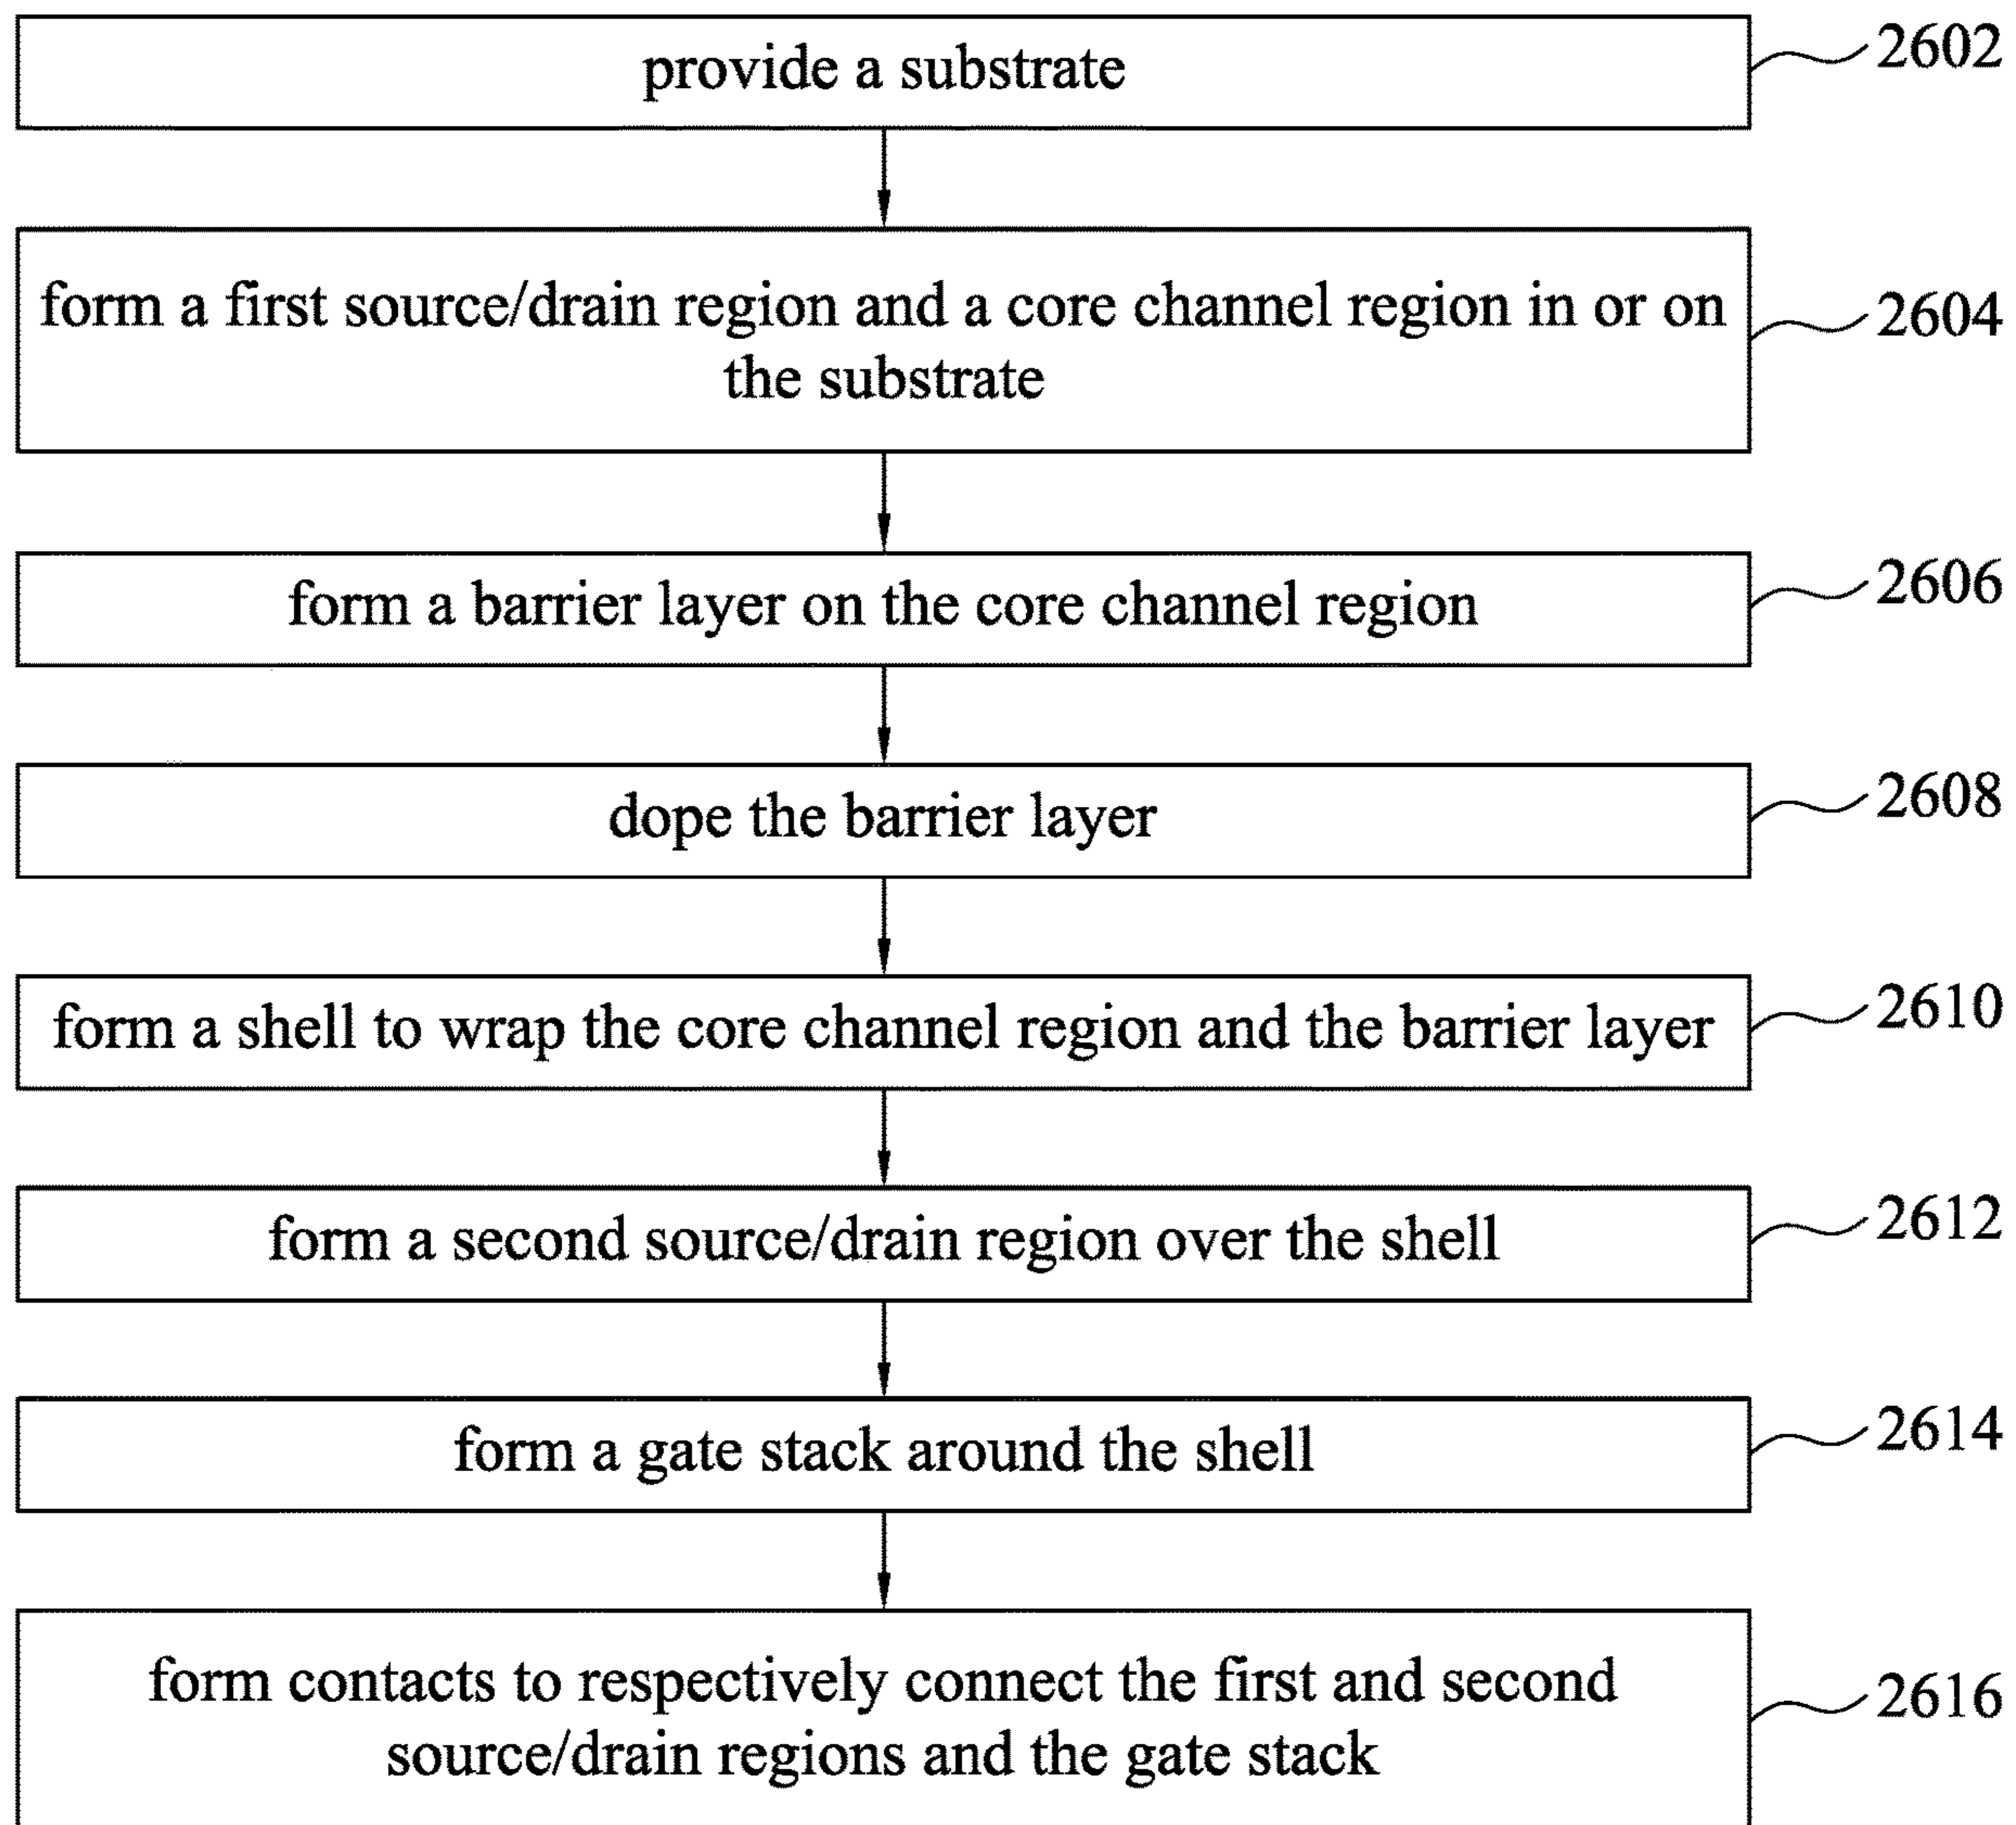 provide a substrate
2602
form a first source/drain region and a core channel region in or on
the substrate
2604
form a barrier layer on the core channel region
2606
dope the barrier layer
2608
form a shell to wrap the core channel region and the barrier layer
2610
form a second source/drain region over the shell
2612
form a gate stack around the shell
2614
form contacts to respectively connect the first and second
source/drain regions and the gate stack
2616